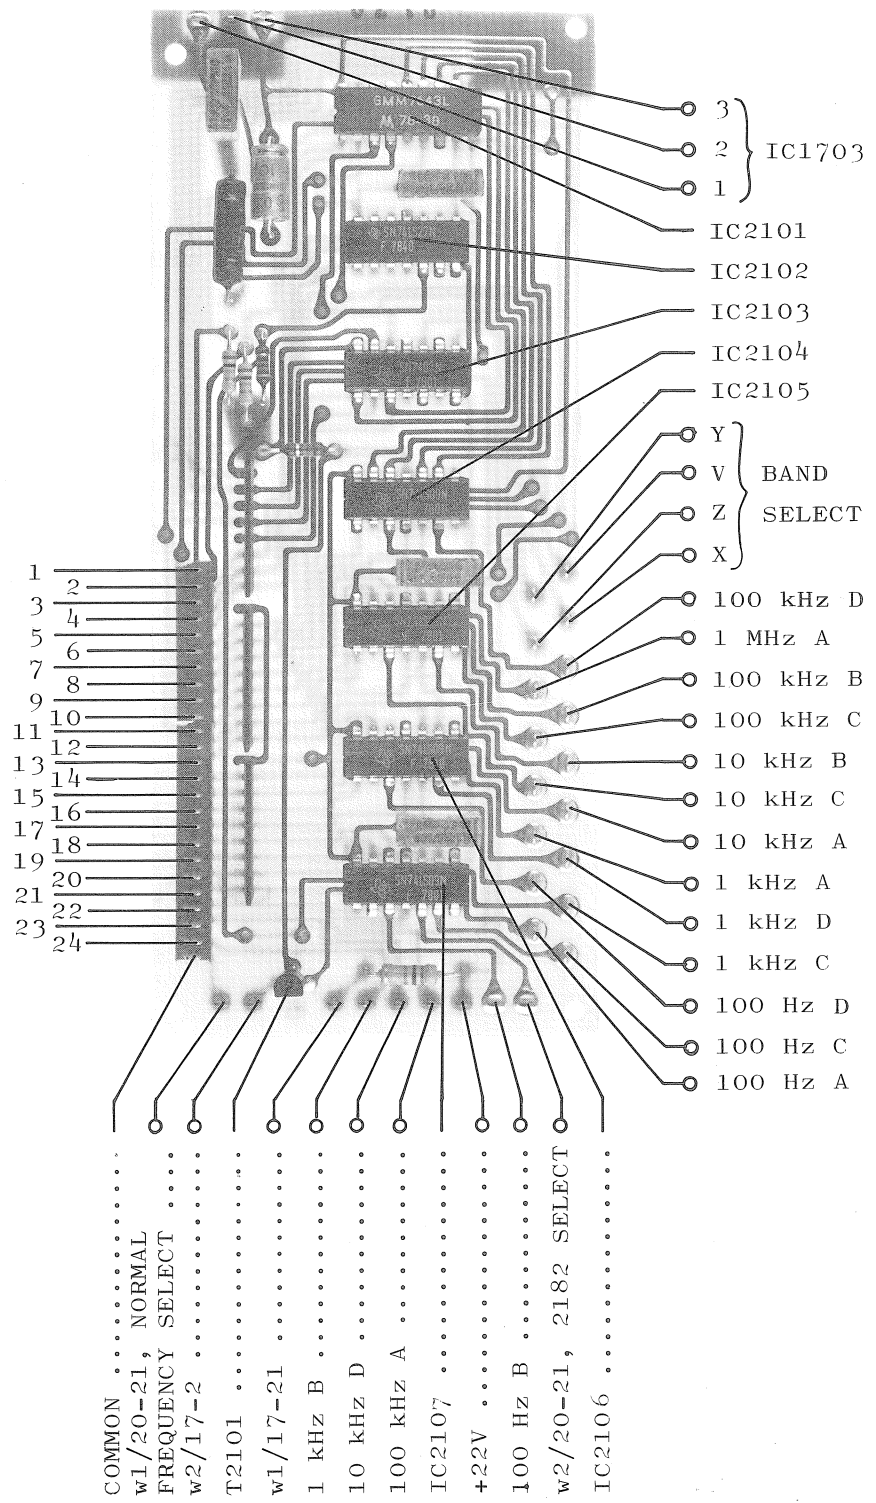 3
2
1
IC1703
IC2101
IC2102
IC2103
IC2104
IC2105
Y
V
Z
X
BAND
SELECT
100 kHz D
1 MHz A
100 kHz B
100 kHz C
10 kHz B
10 kHz C
10 kHz A
1 kHz A
1 kHz D
1 kHz C
100 Hz D
100 Hz C
100 Hz A
1
2
3
4
5
6
7
8
9
10
11
12
13
14
15
16
17
18
19
20
21
22
23
24
COMMON
w1/20-21, NORMAL
FREQUENCY SELECT
w2/17-2
T2101
w1/17-21
1 kHz B
10 kHz D
100 kHz A
IC2107
+22V
100 Hz B
w2/20-21, 2182 SELECT
IC2106